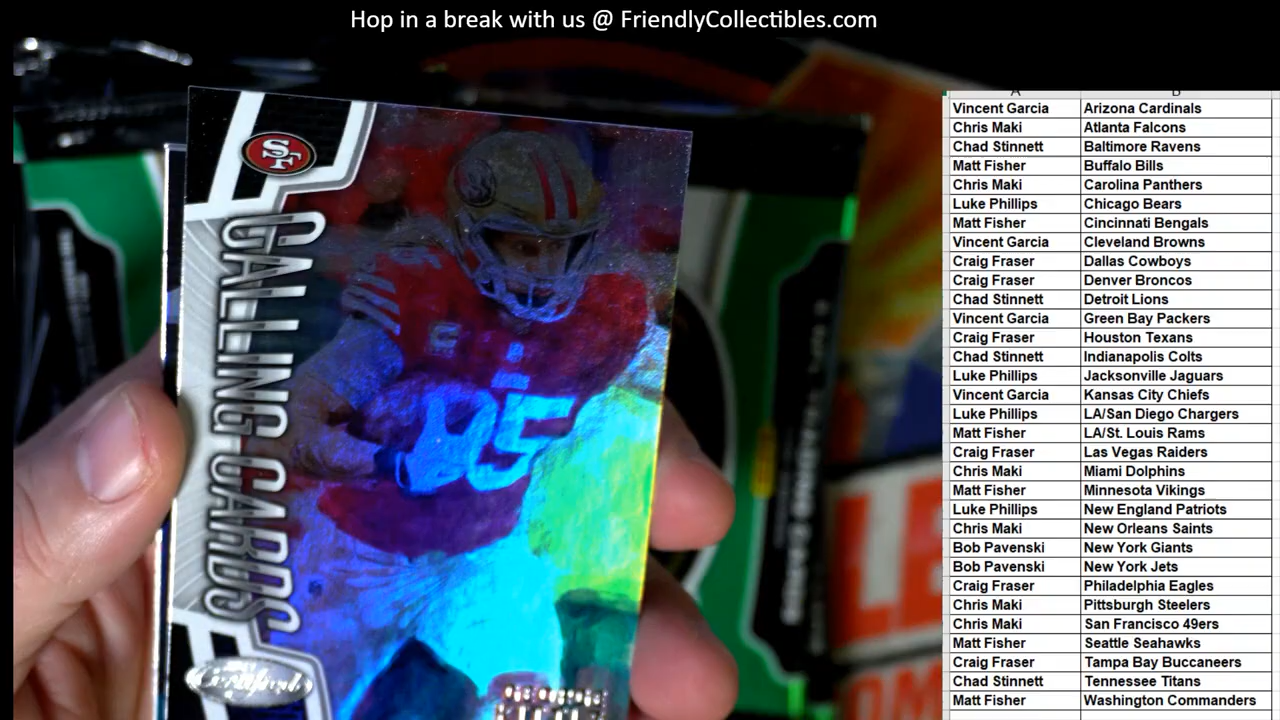 Hop in a break with us @ FriendlyCollectibles.com
SF
CALLING CARDS
85
Certified
A B
Vincent Garcia Arizona Cardinals
Chris Maki Atlanta Falcons
Chad Stinnett Baltimore Ravens
Matt Fisher Buffalo Bills
Chris Maki Carolina Panthers
Luke Phillips Chicago Bears
Matt Fisher Cincinnati Bengals
Vincent Garcia Cleveland Browns
Craig Fraser Dallas Cowboys
Craig Fraser Denver Broncos
Chad Stinnett Detroit Lions
Vincent Garcia Green Bay Packers
Craig Fraser Houston Texans
Chad Stinnett Indianapolis Colts
Luke Phillips Jacksonville Jaguars
Vincent Garcia Kansas City Chiefs
Luke Phillips LA/San Diego Chargers
Matt Fisher LA/St. Louis Rams
Craig Fraser Las Vegas Raiders
Chris Maki Miami Dolphins
Matt Fisher Minnesota Vikings
Luke Phillips New England Patriots
Chris Maki New Orleans Saints
Bob Pavenski New York Giants
Bob Pavenski New York Jets
Craig Fraser Philadelphia Eagles
Chris Maki Pittsburgh Steelers
Chris Maki San Francisco 49ers
Matt Fisher Seattle Seahawks
Craig Fraser Tampa Bay Buccaneers
Chad Stinnett Tennessee Titans
Matt Fisher Washington Commanders